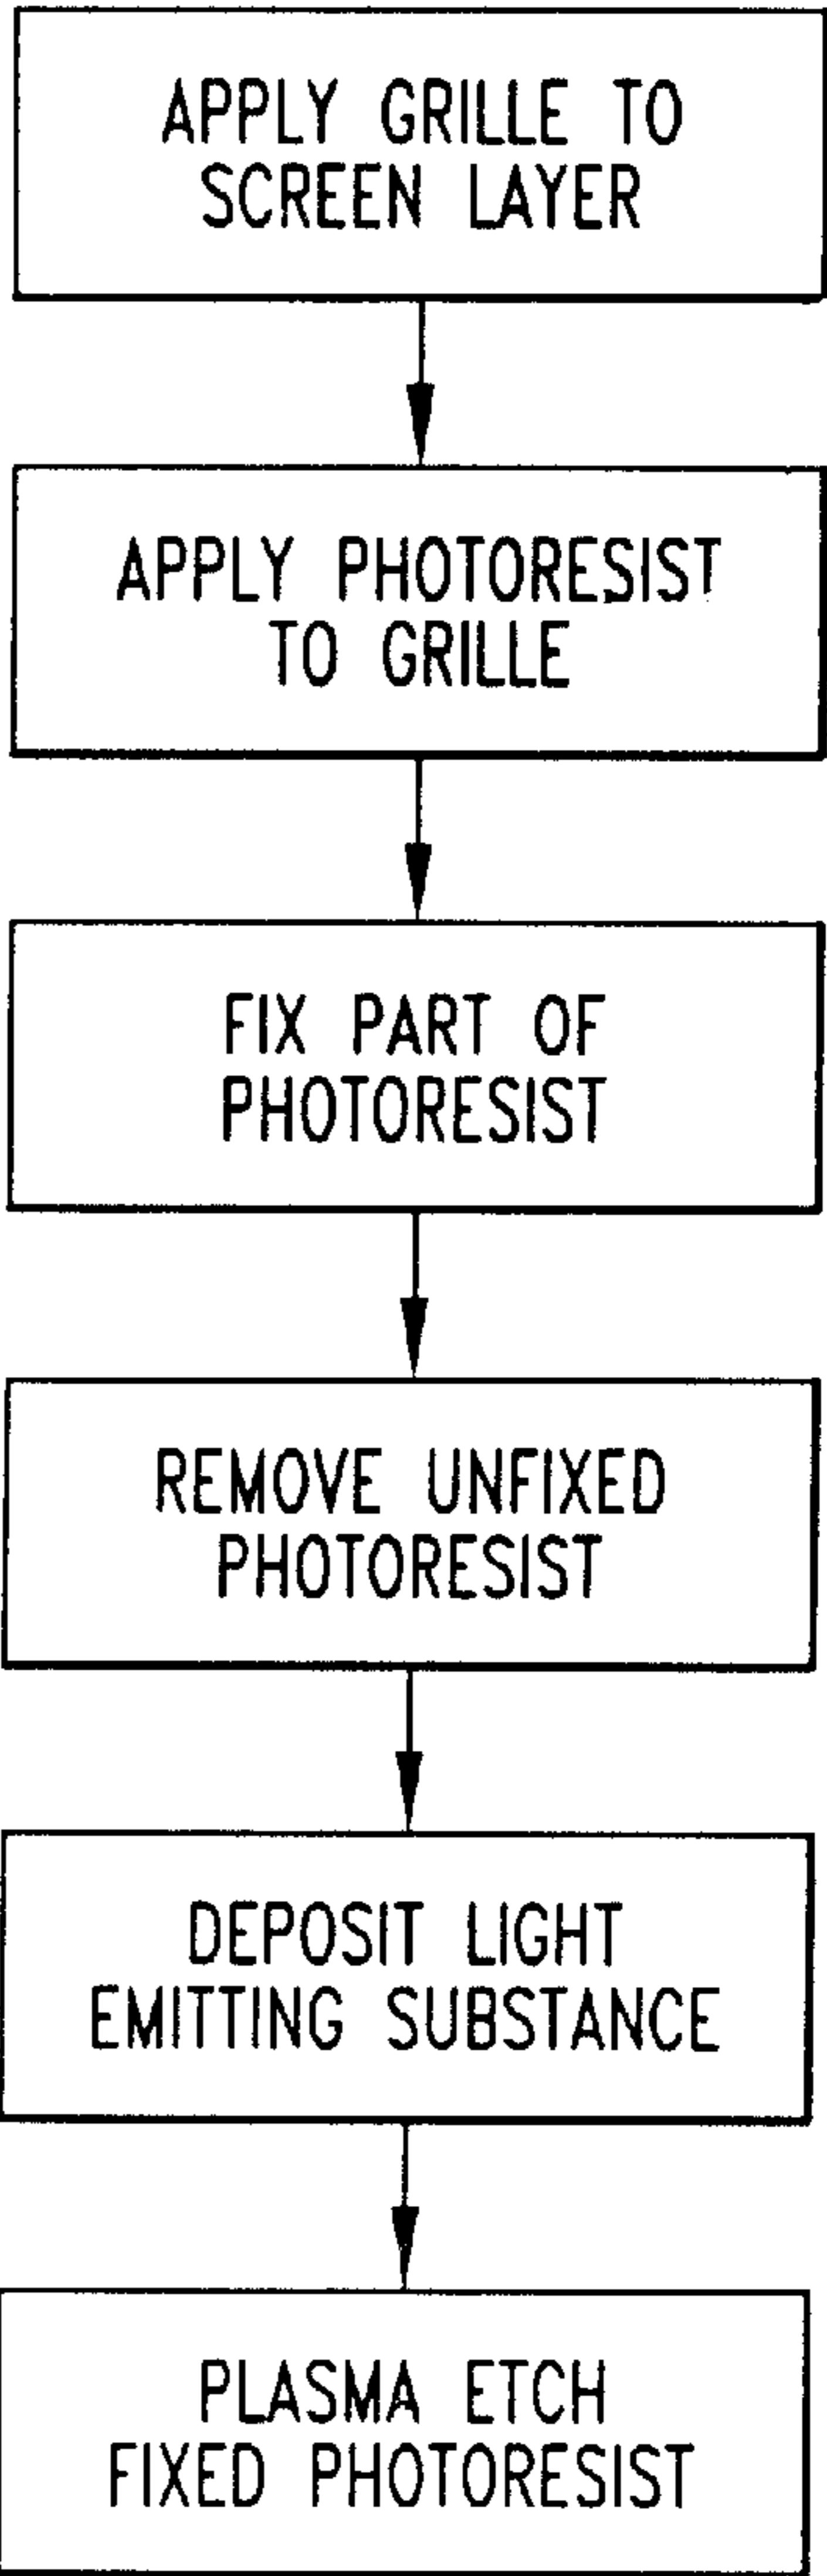 APPLY GRILLE TO
SCREEN LAYER
APPLY PHOTORESIST
TO GRILLE
FIX PART OF
PHOTORESIST
REMOVE UNFIXED
PHOTORESIST
DEPOSIT LIGHT
EMITTING SUBSTANCE
PLASMA ETCH
FIXED PHOTORESIST